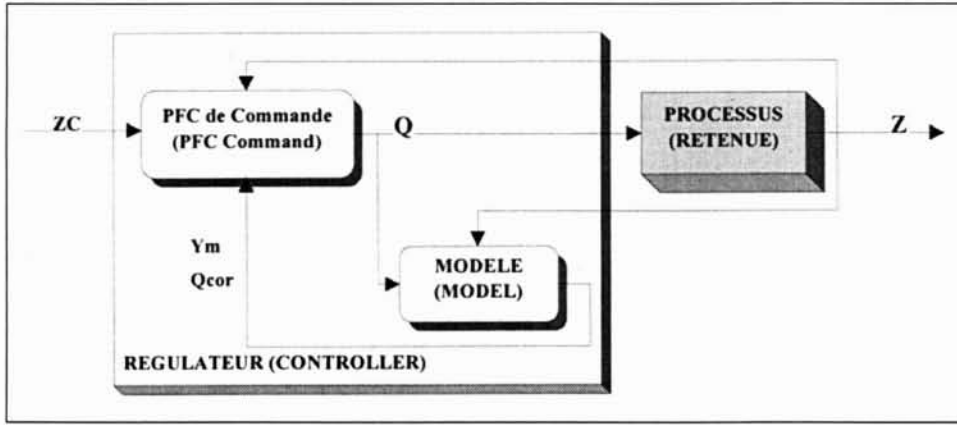 ZC
PFC de Commande
(PFC Command)
Q
PROCESSUS
(RETENUE)
Z
Ym
Qcor
MODELE
(MODEL)
REGULATEUR (CONTROLLER)